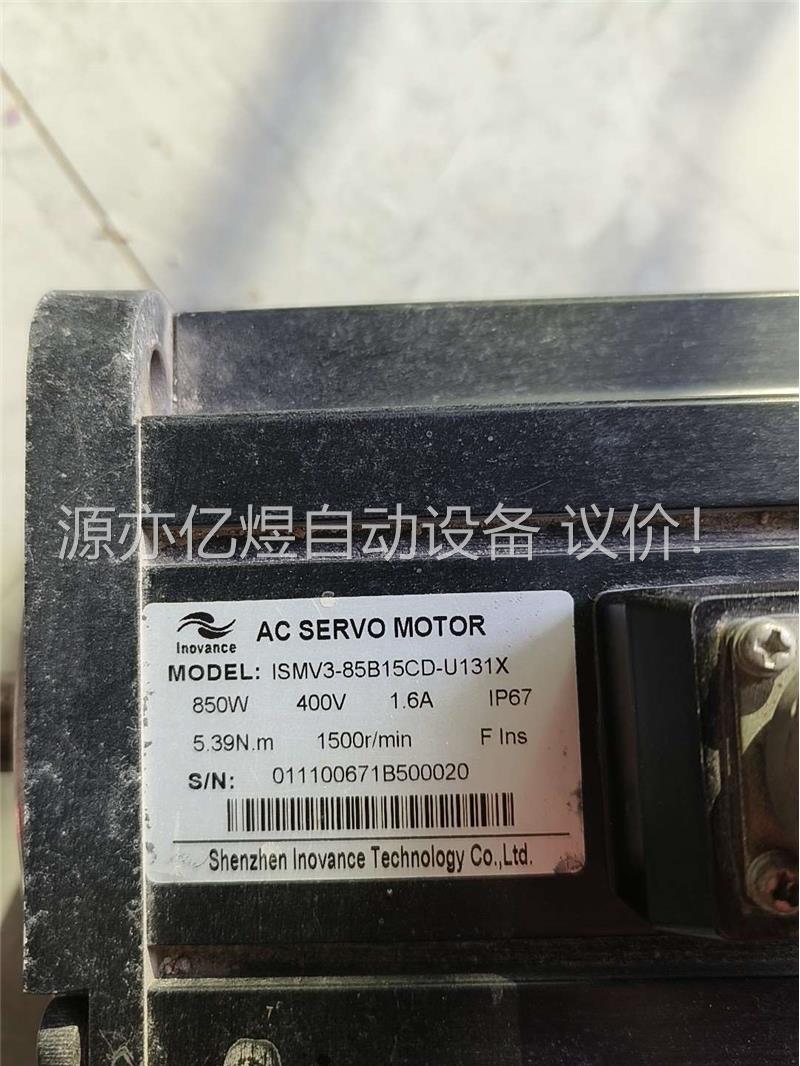 源亦亿煜自动设备 议价！
Inovance
AC SERVO MOTOR
MODEL: ISMV3-85B15CD-U131X
850W 400V 1.6A IP67
5.39N.m 1500r/min F Ins
S/N: 011100671B500020
Shenzhen Inovance Technology Co.,Ltd.